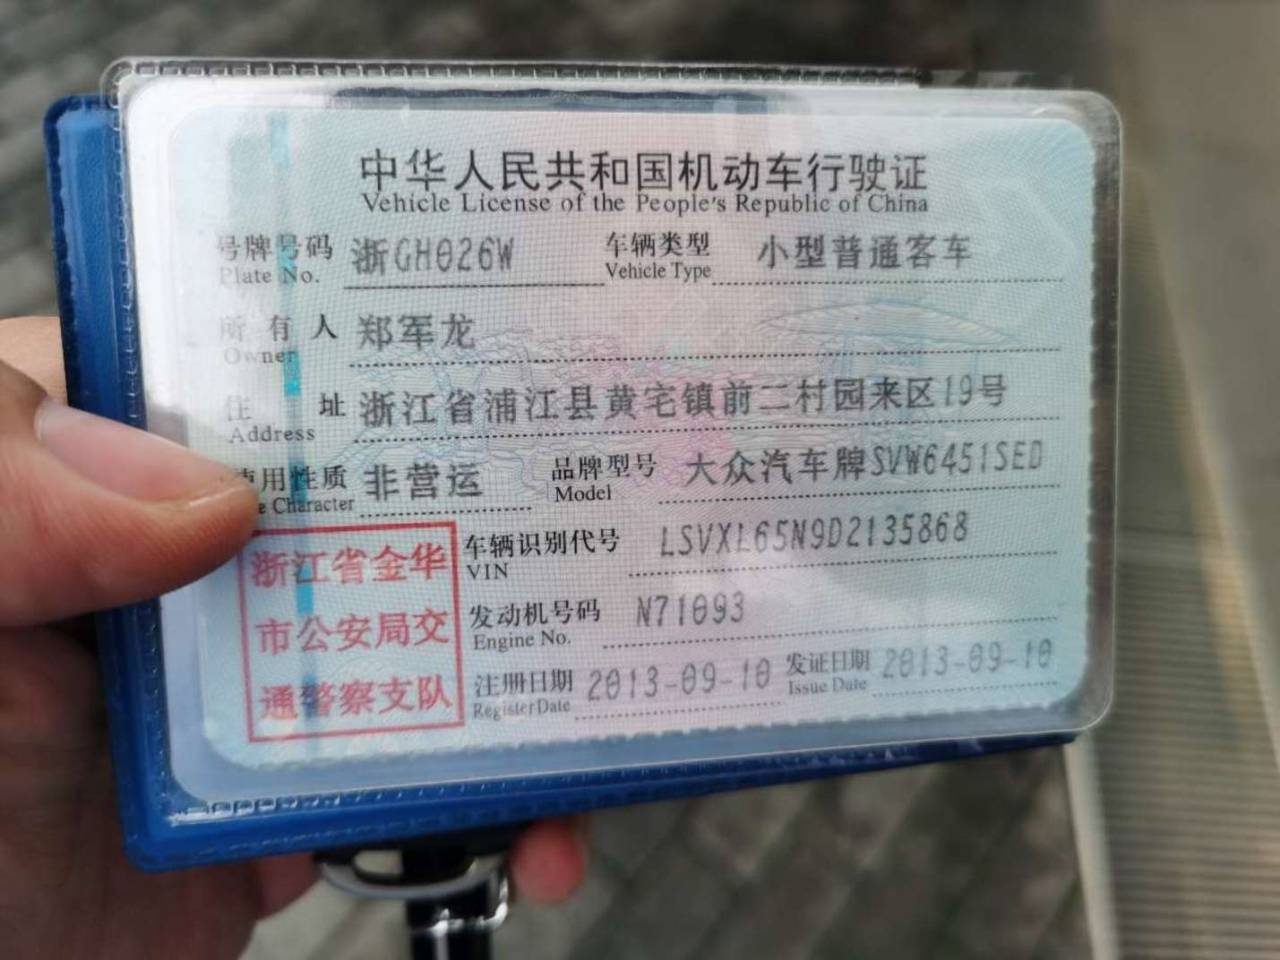 中华人民共和国机动车行驶证
Vehicle License of the People's Republic of China
号牌号码 浙GH026W 车辆类型 小型普通客车
Plate No. Vehicle Type
所有人 郑军龙
Owner
住址 浙江省浦江县黄宅镇前二村园来区19号
Address
使用性质 非营运 品牌型号 大众汽车牌SVW6451SED
e Character Model
浙江省金华 车辆识别代号 LSVXL65N9D2135868
VIN
市公安局交 发动机号码 N71093
Engine No.
通警察支队 注册日期 2013-09-10 发证日期 2013-09-10
Register Date Issue Date